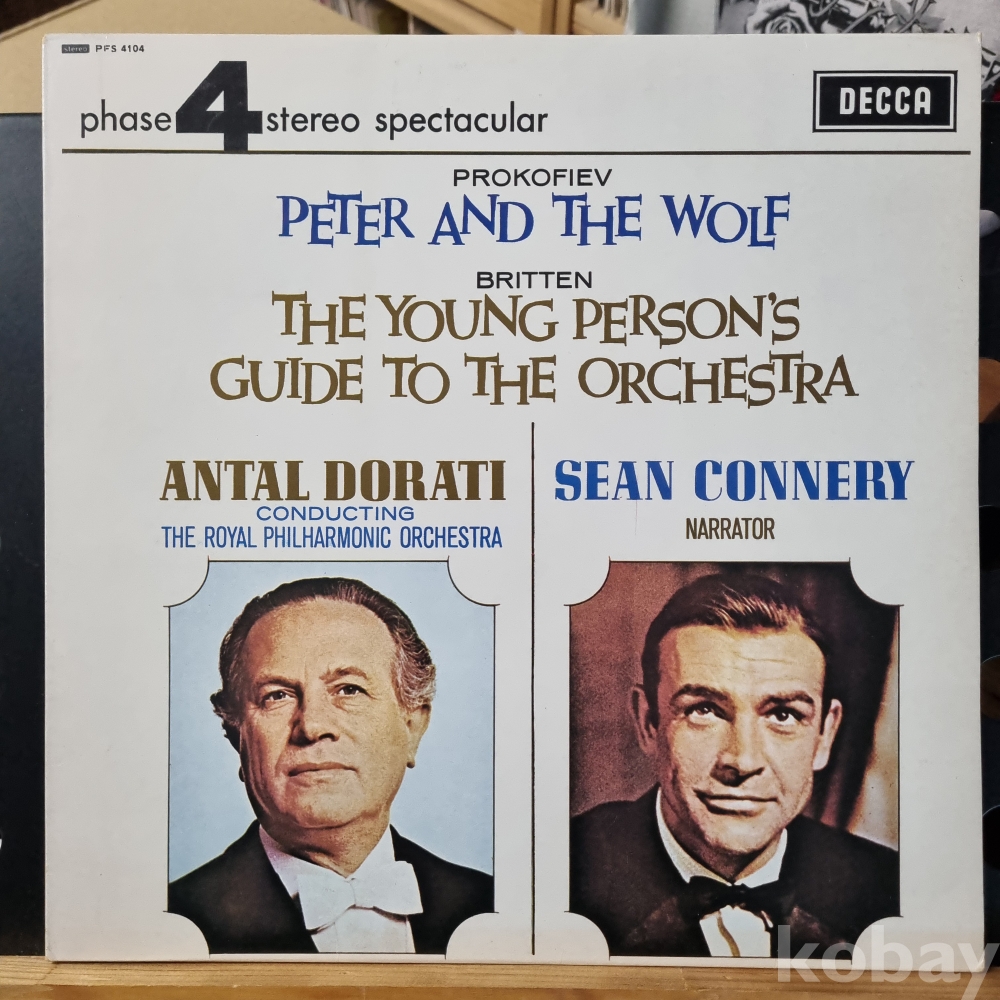 stereo PFS 4104
phase 4 stereo spectacular
DECCA
PROKOFIEV
PETER AND THE WOLF
BRITTEN
THE YOUNG PERSON'S
GUIDE TO THE ORCHESTRA
ANTAL DORATI
CONDUCTING
THE ROYAL PHILHARMONIC ORCHESTRA
SEAN CONNERY
NARRATOR
kobay